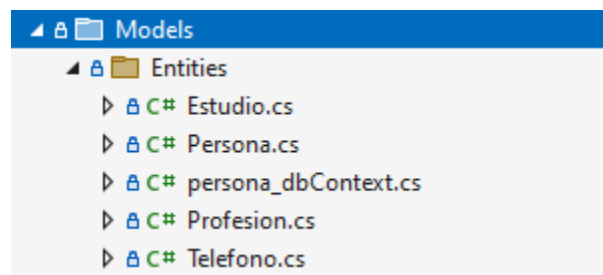 Models
Entities
C# Estudio.cs
C# Persona.cs
C# persona_dbContext.cs
C# Profesion.cs
C# Telefono.cs